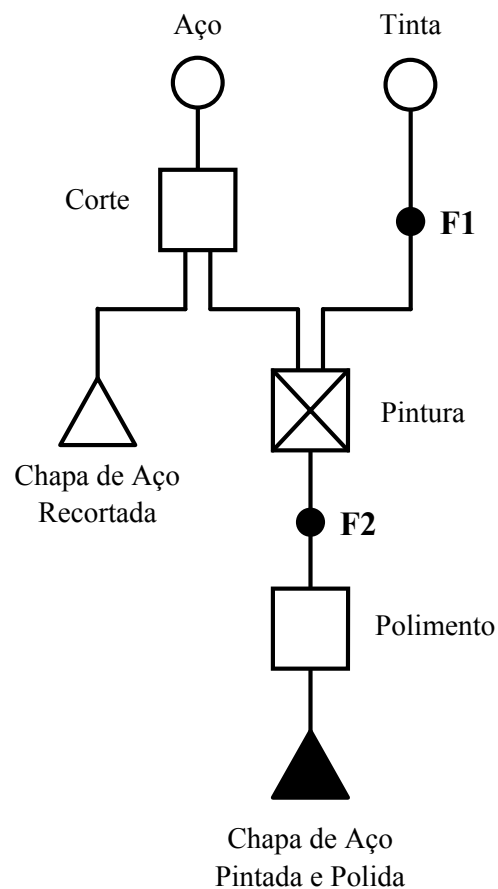 Aço
Tinta
Corte
F1
Pintura
Chapa de Aço
Recortada
F2
Polimento
Chapa de Aço
Pintada e Polida